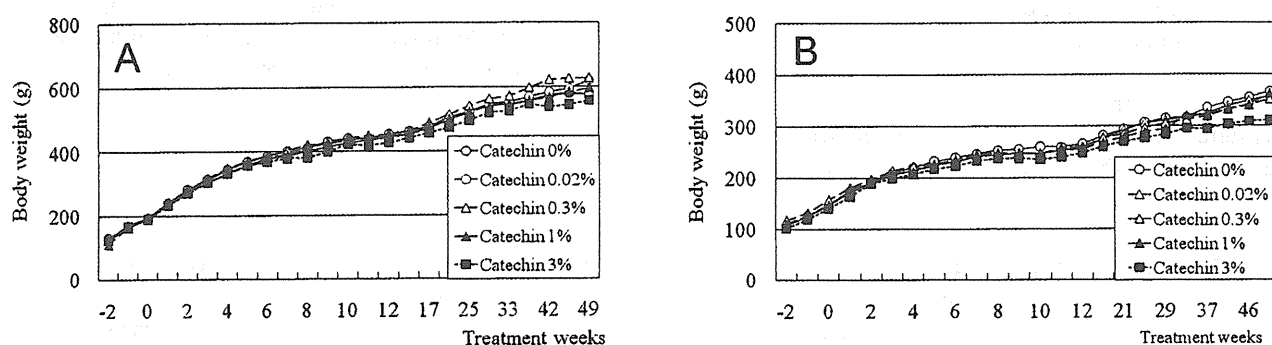 A
Body weight (g)
800
600
400
200
0
-2 0 2 4 6 8 10 12 17 25 33 42 49
Treatment weeks
Catechin 0%
Catechin 0.02%
Catechin 0.3%
Catechin 1%
Catechin 3%
B
Body weight (g)
500
400
300
200
100
0
-2 0 2 4 6 8 10 12 21 29 37 46
Treatment weeks
Catechin 0%
Catechin 0.02%
Catechin 0.3%
Catechin 1%
Catechin 3%